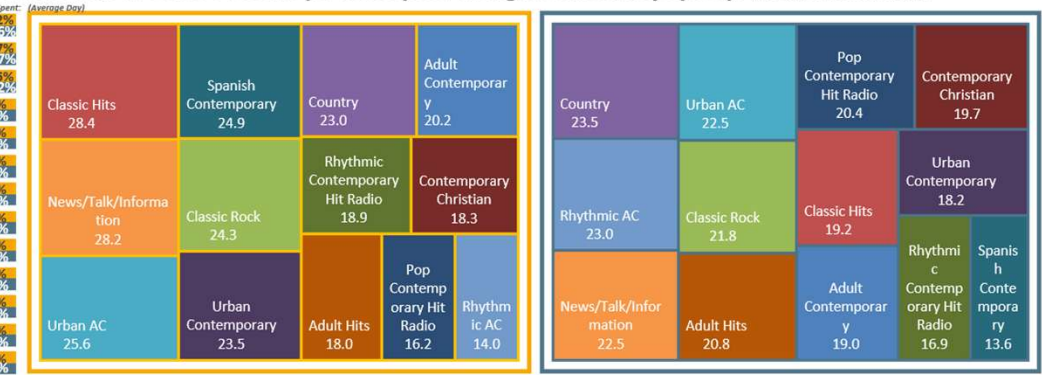 (Average Day)
Classic Hits
28.4
News/Talk/Informa
tion
28.2
Urban AC
25.6
Spanish
Contemporary
24.9
Classic Rock
24.3
Urban
Contemporary
23.5
Country
23.0
Adult
Contemporar
y
20.2
Rhythmic
Contemporary
Hit Radio
18.9
Contemporary
Christian
18.3
Adult Hits
18.0
Pop
Contemp
orary Hit
Radio
16.2
Rhythm
ic AC
14.0
Country
23.5
Rhythmic AC
23.0
News/Talk/Infor
mation
22.5
Urban AC
22.5
Classic Rock
21.8
Adult Hits
20.8
Pop
Contemporary
Hit Radio
20.4
Contemporary
Christian
19.7
Classic Hits
19.2
Adult
Contemporar
y
19.0
Urban
Contemporary
18.2
Rhythmi
c
Contemp
orary Hit
Radio
16.9
Spanis
h
Conte
mpora
ry
13.6